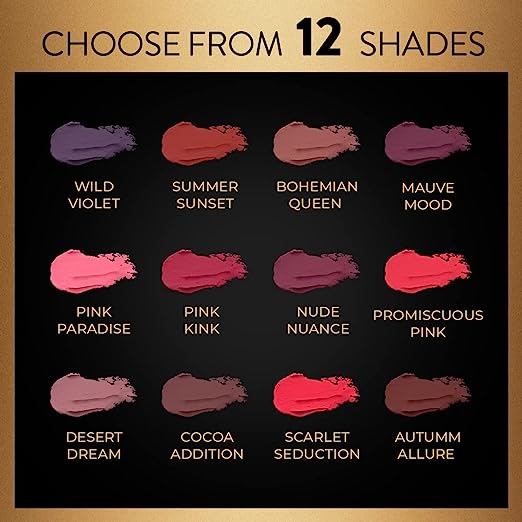 CHOOSE FROM 12 SHADES
WILD
VIOLET
SUMMER
SUNSET
BOHEMIAN
QUEEN
MAUVE
MOOD
PINK
PARADISE
PINK
KINK
NUDE
NUANCE
PROMISCUOUS
PINK
DESERT
DREAM
COCOA
ADDITION
SCARLET
SEDUCTION
AUTUMM
ALLURE